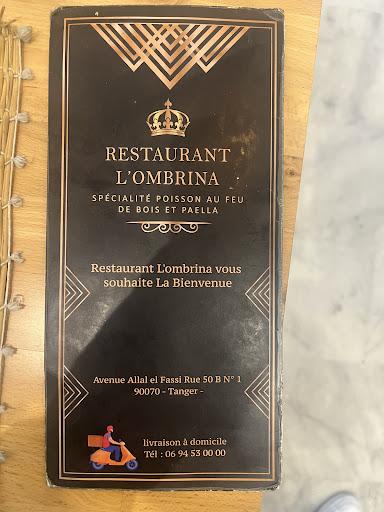 RESTAURANT
L'OMBRINA
SPÉCIALITÉ POISSON AU FEU
DE BOIS ET PAELLA
Restaurant L'ombrina vous
souhaite La Bienvenue
Avenue Allal el Fassi Rue 50 B N° 1
90070 - Tanger -
livraison à domicile
Tél : 06 94 53 00 00